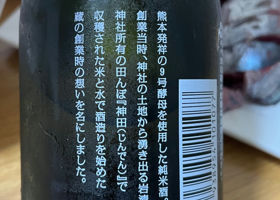 熊本発祥の9号酵母を使用した純米酒。
創業当時、神社の土地から湧き出る岩清
神社所有の田んぼ『神田(じんでん)』で
収穫された米と水で酒造りを始めた
蔵の創業時の想いを名にしました。